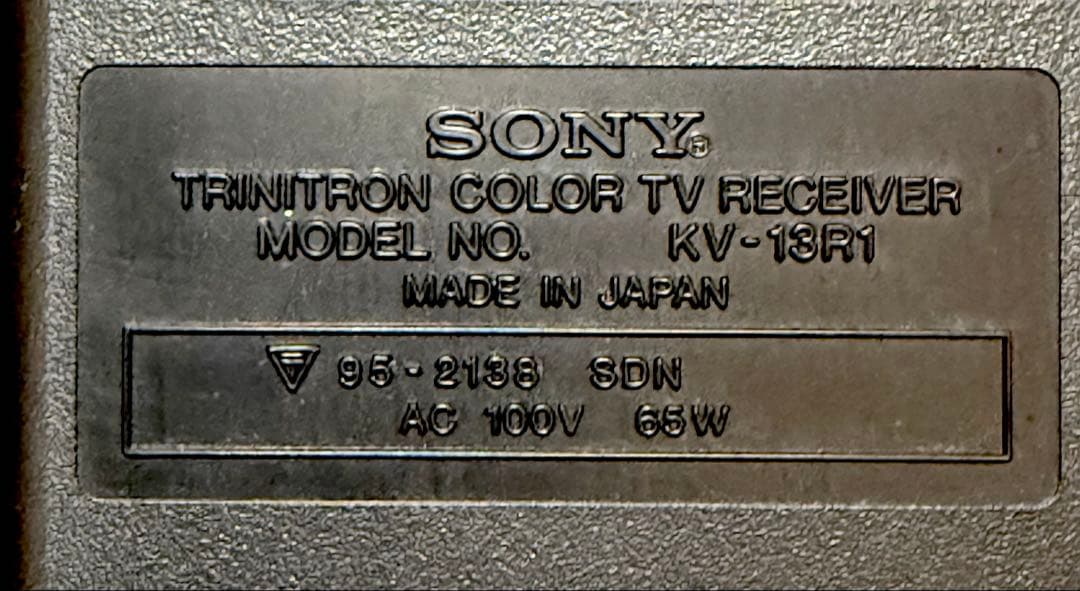 SONY®
TRINITRON COLOR TV RECEIVER
MODEL NO. KV-13R1
MADE IN JAPAN
95-2138 SDN
AC 100V 65W